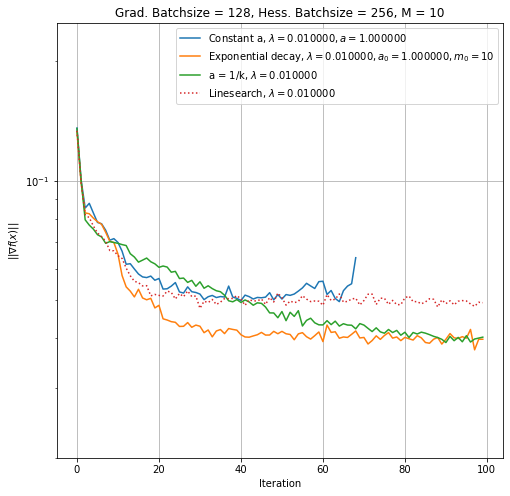 Grad. Batchsize = 128, Hess. Batchsize = 256, M = 10
Constant a, λ = 0.010000, a = 1.000000
Exponential decay, λ = 0.010000, a₀ = 1.000000, m₀ = 10
a = 1/k, λ = 0.010000
Linesearch, λ = 0.010000
10⁻¹
||∇f(x)||
0 20 40 60 80 100
Iteration